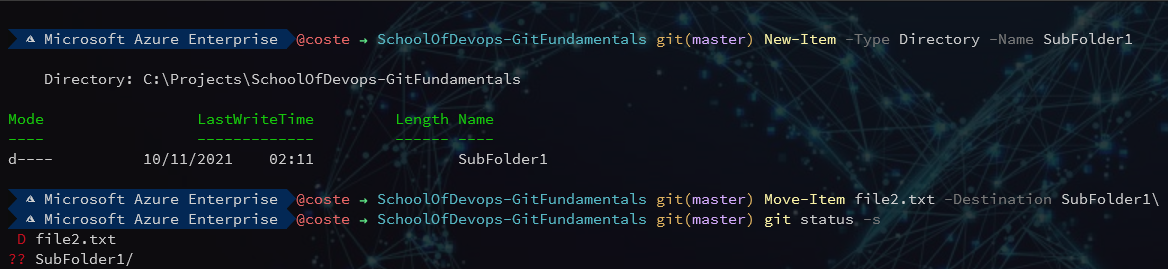 Microsoft Azure Enterprise @coste → SchoolOfDevops-GitFundamentals git(master) New-Item -Type Directory -Name SubFolder1
Directory: C:\Projects\SchoolOfDevops-GitFundamentals
Mode LastWriteTime Length Name
---- ------------- ------ ----
d---- 10/11/2021 02:11 SubFolder1
Microsoft Azure Enterprise @coste → SchoolOfDevops-GitFundamentals git(master) Move-Item file2.txt -Destination SubFolder1\
Microsoft Azure Enterprise @coste → SchoolOfDevops-GitFundamentals git(master) git status -s
D file2.txt
?? SubFolder1/